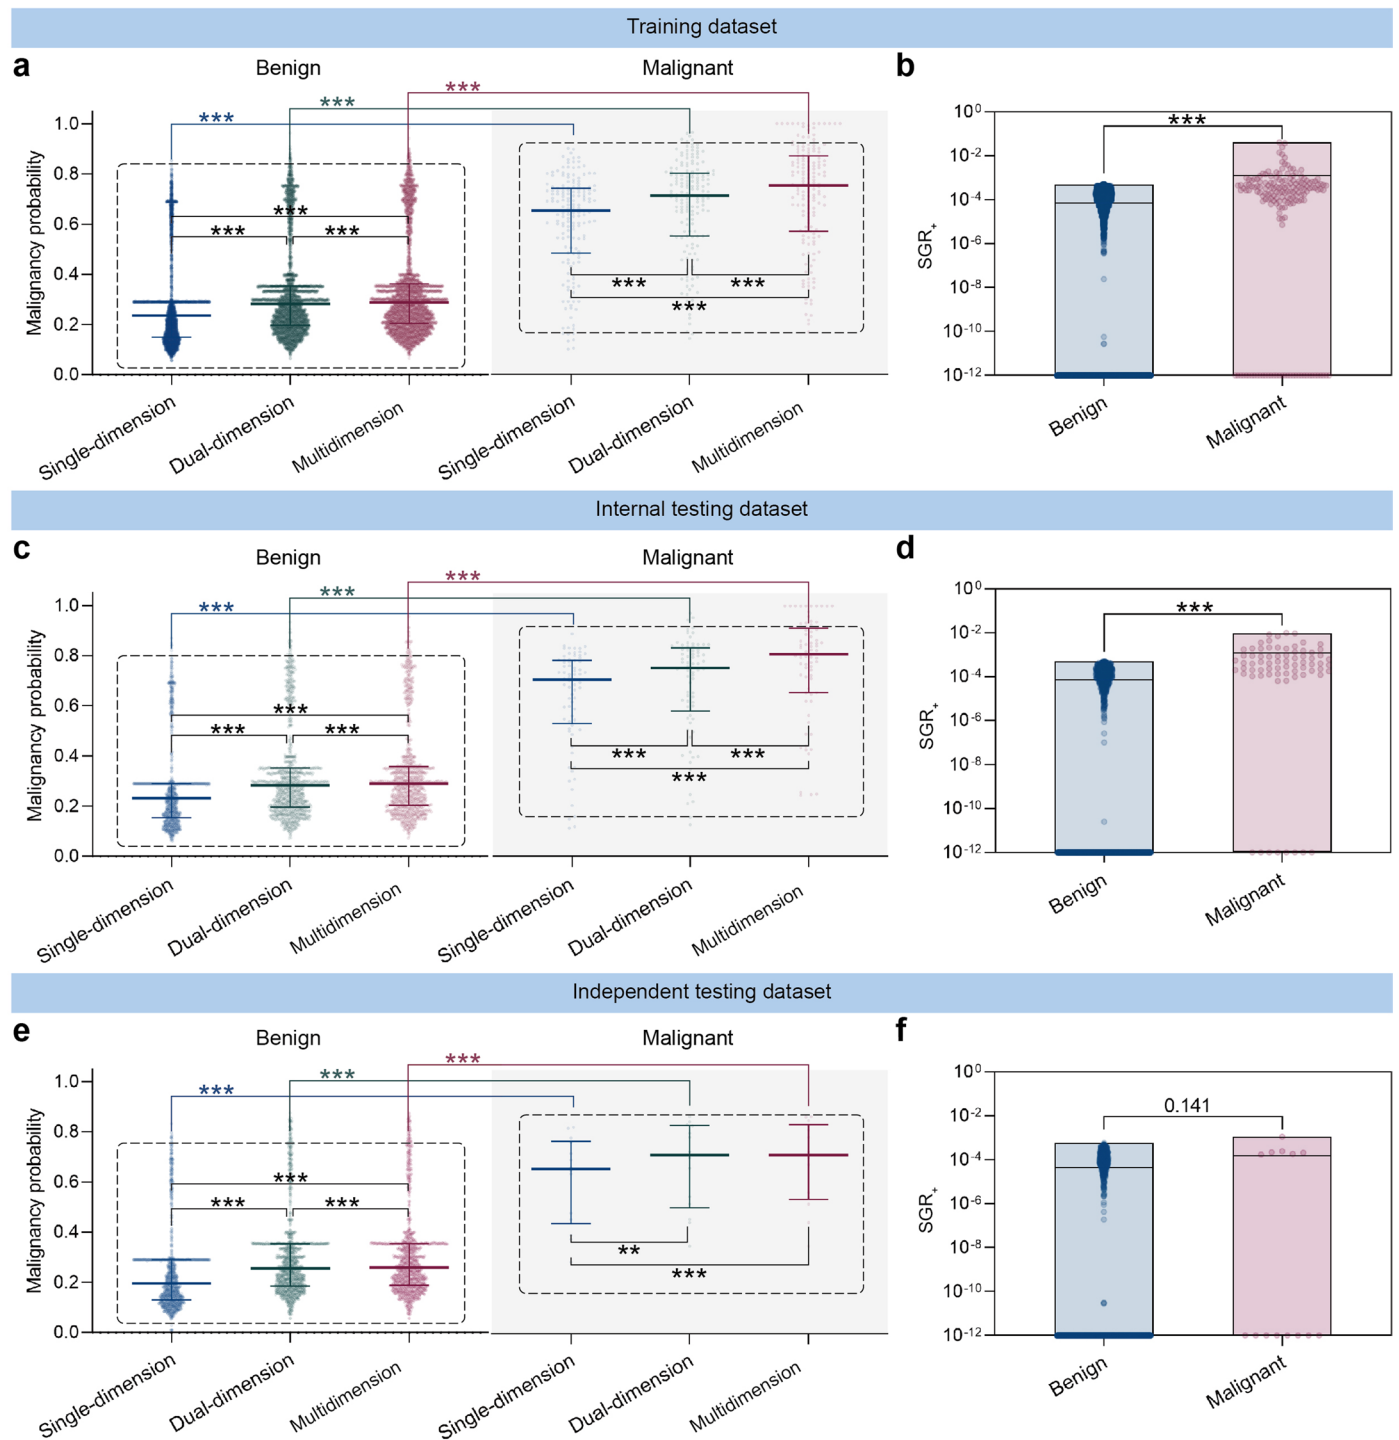 Training dataset
a
Benign
Malignant
***
***
***
Malignancy probability
1.0
0.8
0.6
0.4
0.2
0.0
***
*** ***
*** ***
***
Single-dimension
Dual-dimension
Multidimension
Single-dimension
Dual-dimension
Multidimension
b
SGR+
10^0
10^-2
10^-4
10^-6
10^-8
10^-10
10^-12
***
Benign
Malignant
Internal testing dataset
c
Benign
Malignant
***
***
***
Malignancy probability
1.0
0.8
0.6
0.4
0.2
0.0
***
*** ***
*** ***
***
Single-dimension
Dual-dimension
Multidimension
Single-dimension
Dual-dimension
Multidimension
d
SGR+
10^0
10^-2
10^-4
10^-6
10^-8
10^-10
10^-12
***
Benign
Malignant
Independent testing dataset
e
Benign
Malignant
***
***
***
Malignancy probability
1.0
0.8
0.6
0.4
0.2
0.0
***
*** ***
**
***
Single-dimension
Dual-dimension
Multidimension
Single-dimension
Dual-dimension
Multidimension
f
SGR+
10^0
10^-2
10^-4
10^-6
10^-8
10^-10
10^-12
0.141
Benign
Malignant